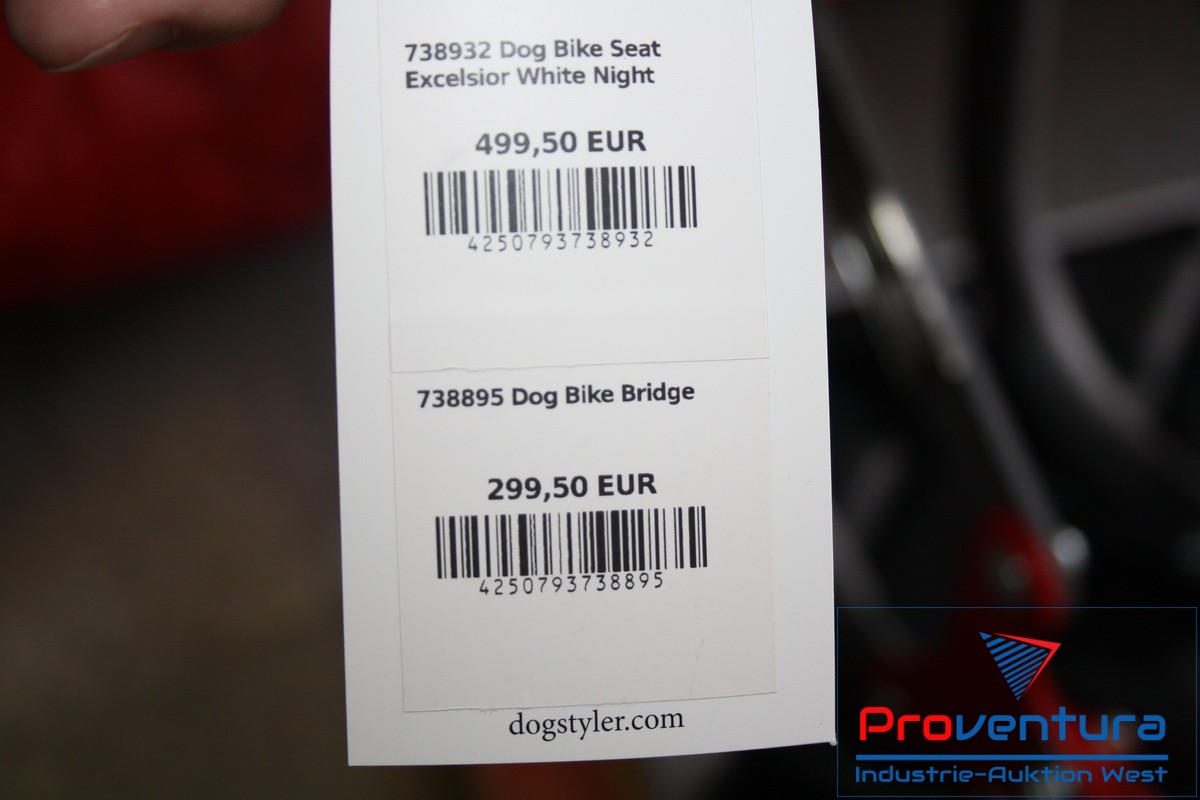 738932 Dog Bike Seat
Excelsior White Night
499,50 EUR
4250793738932
738895 Dog Bike Bridge
299,50 EUR
4250793738895
dogstyler.com
Proventura
Industrie-Auktion West